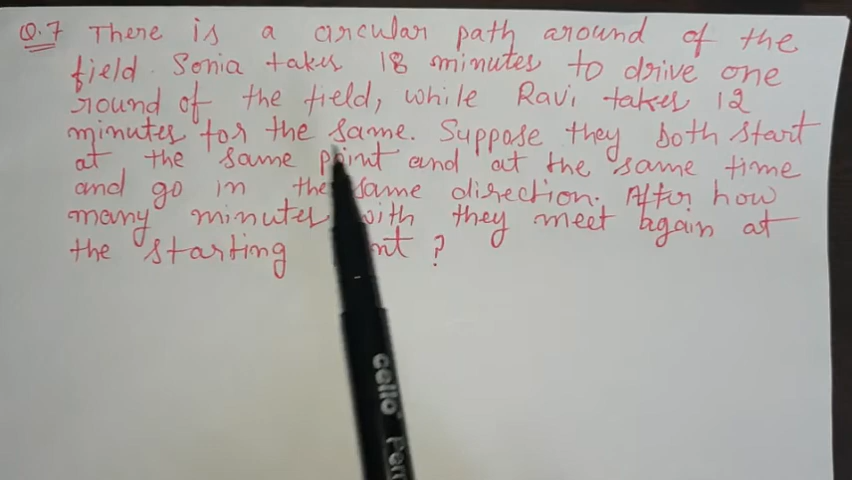 Q.7 There is a circular path around of the
field. Sonia takes 18 minutes to drive one
round of the field, while Ravi takes 12
minutes for the same. Suppose they both start
at the same point and at the same time
and go in the same direction. After how
many minutes with they meet again at
the starting nt ?
cello